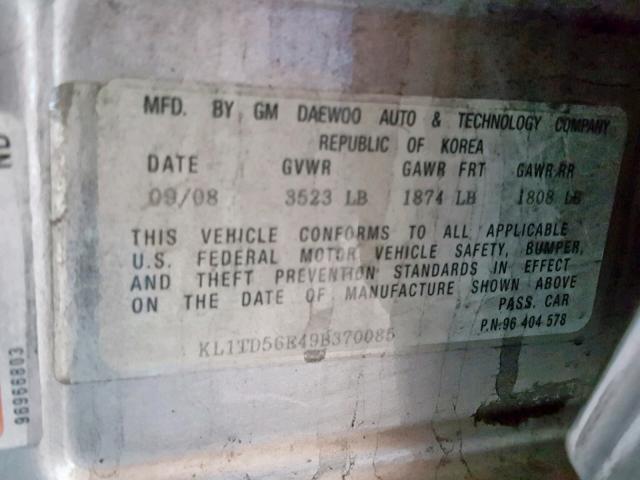 MFD. BY GM DAEWOO AUTO & TECHNOLOGY COMPANY
REPUBLIC OF KOREA
DATE GVWR GAWR FRT GAWR RR
09/08 3523 LB 1874 LB 1808 LB
THIS VEHICLE CONFORMS TO ALL APPLICABLE
U.S. FEDERAL MOTOR VEHICLE SAFETY, BUMPER,
AND THEFT PREVENTION STANDARDS IN EFFECT
ON THE DATE OF MANUFACTURE SHOWN ABOVE
PASS. CAR
P.N:96 404 578
KL1TD56E49B370085
ND
96966803